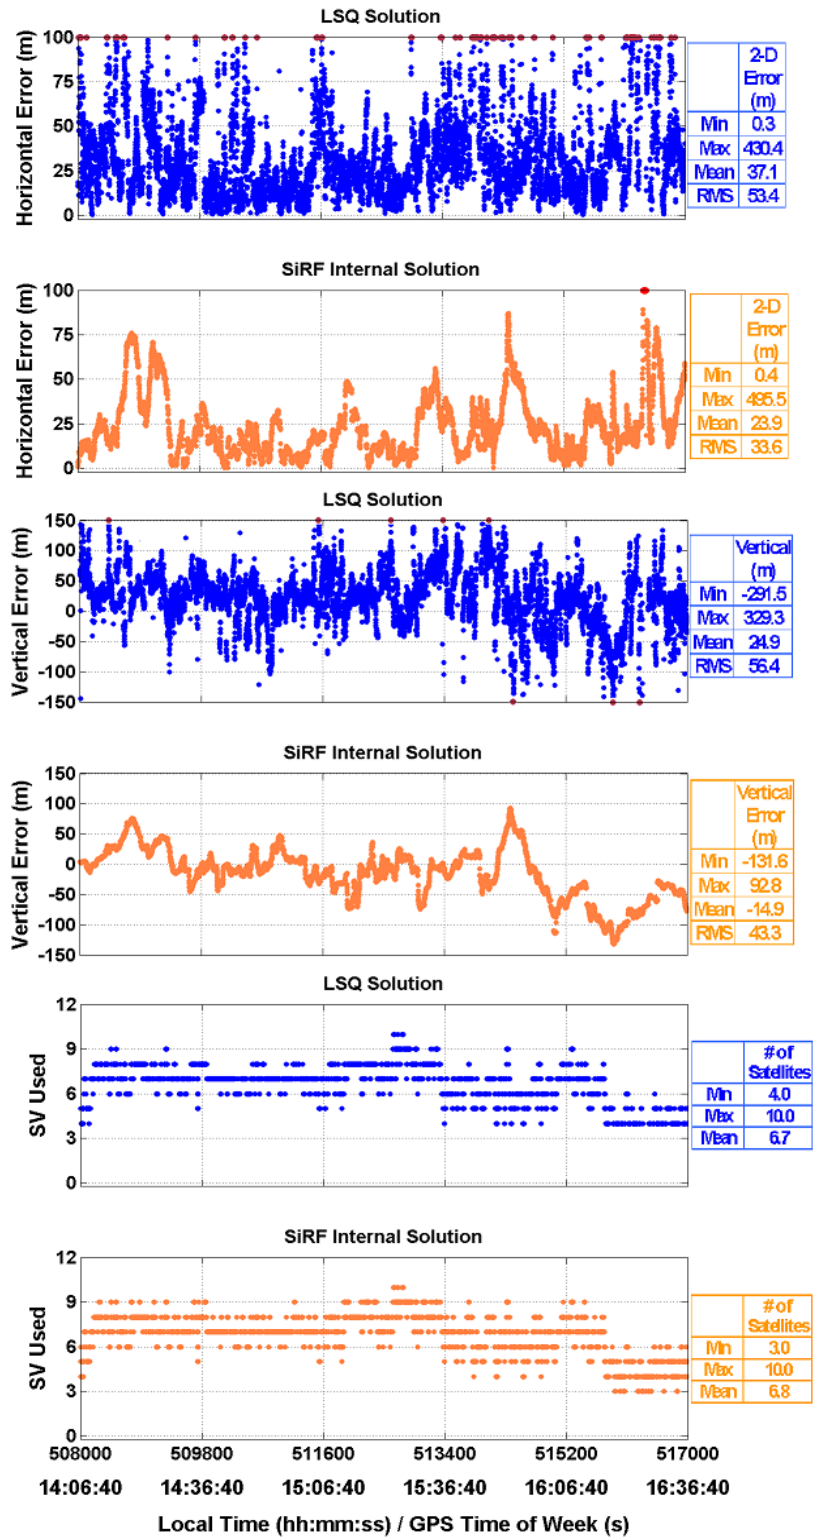 LSQ Solution
Horizontal Error (m)
100
75
50
25
0
2-D Error (m)
Min 0.3
Max 430.4
Mean 37.1
RMS 53.4
SiRF Internal Solution
Horizontal Error (m)
100
75
50
25
0
2-D Error (m)
Min 0.4
Max 495.5
Mean 23.9
RMS 33.6
LSQ Solution
Vertical Error (m)
150
100
50
0
-50
-100
-150
Vertical (m)
Min -291.5
Max 329.3
Mean 24.9
RMS 56.4
SiRF Internal Solution
Vertical Error (m)
150
100
50
0
-50
-100
-150
Vertical Error (m)
Min -131.6
Max 92.8
Mean -14.9
RMS 43.3
LSQ Solution
SV Used
12
9
6
3
0
# of Satellites
Min 4.0
Max 10.0
Mean 6.7
SiRF Internal Solution
SV Used
12
9
6
3
0
# of Satellites
Min 3.0
Max 10.0
Mean 6.8
508000 509800 511600 513400 515200 517000
14:06:40 14:36:40 15:06:40 15:36:40 16:06:40 16:36:40
Local Time (hh:mm:ss) / GPS Time of Week (s)